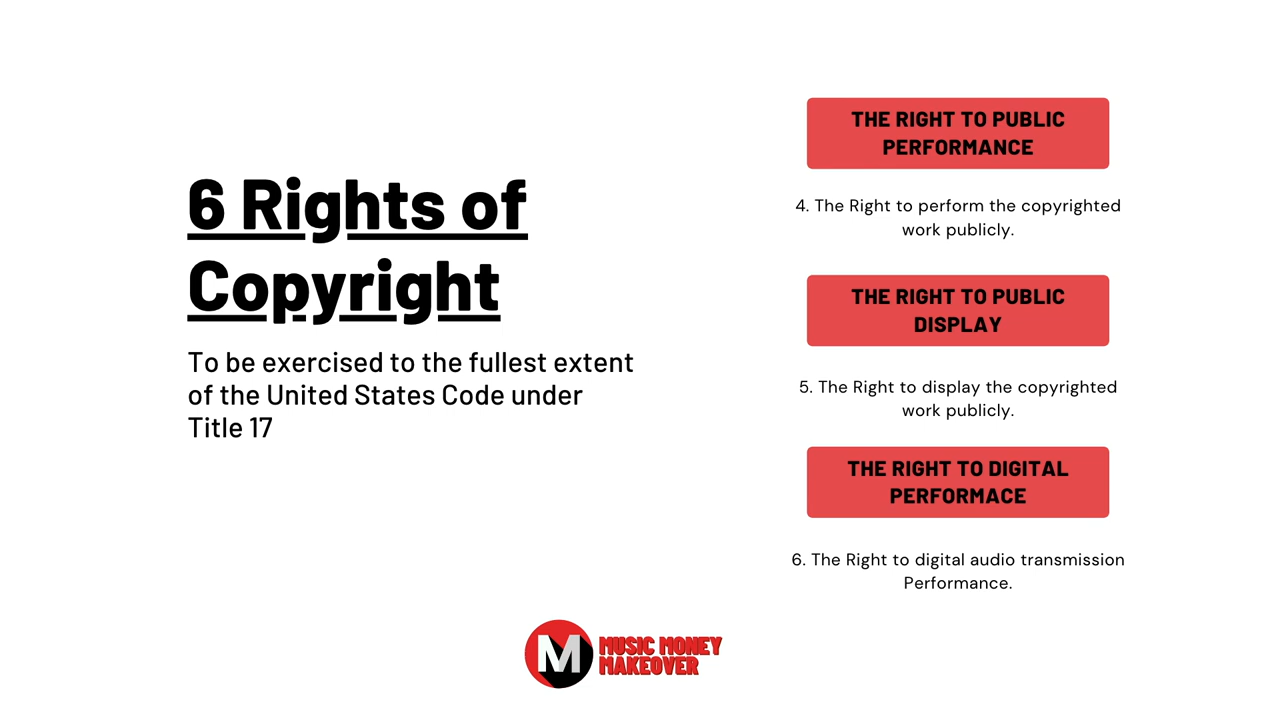 6 Rights of
Copyright
To be exercised to the fullest extent
of the United States Code under
Title 17
THE RIGHT TO PUBLIC
PERFORMANCE
4. The Right to perform the copyrighted
work publicly.
THE RIGHT TO PUBLIC
DISPLAY
5. The Right to display the copyrighted
work publicly.
THE RIGHT TO DIGITAL
PERFORMACE
6. The Right to digital audio transmission
Performance.
M
MUSIC MONEY
MAKEOVER